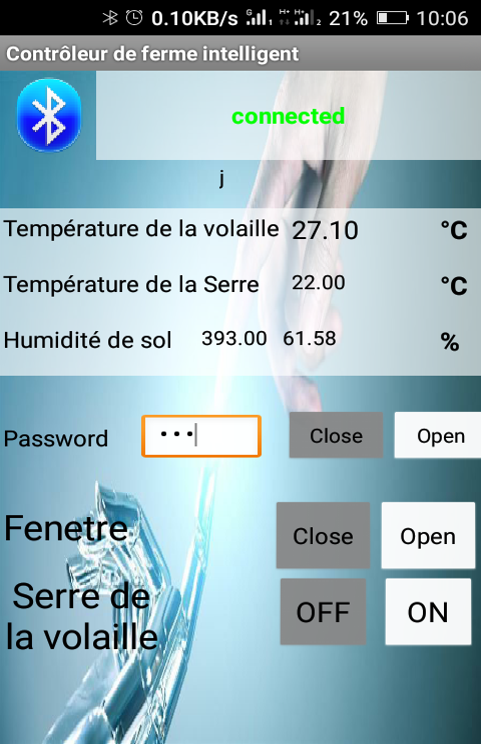 0.10KB/s G 1 H+ H+ 2 21% 10:06
Contrôleur de ferme intelligent
connected
j
Température de la volaille 27.10 °C
Température de la Serre 22.00 °C
Humidité de sol 393.00 61.58 %
Password ••• Close Open
Fenetre Close Open
Serre de
la volaille OFF ON